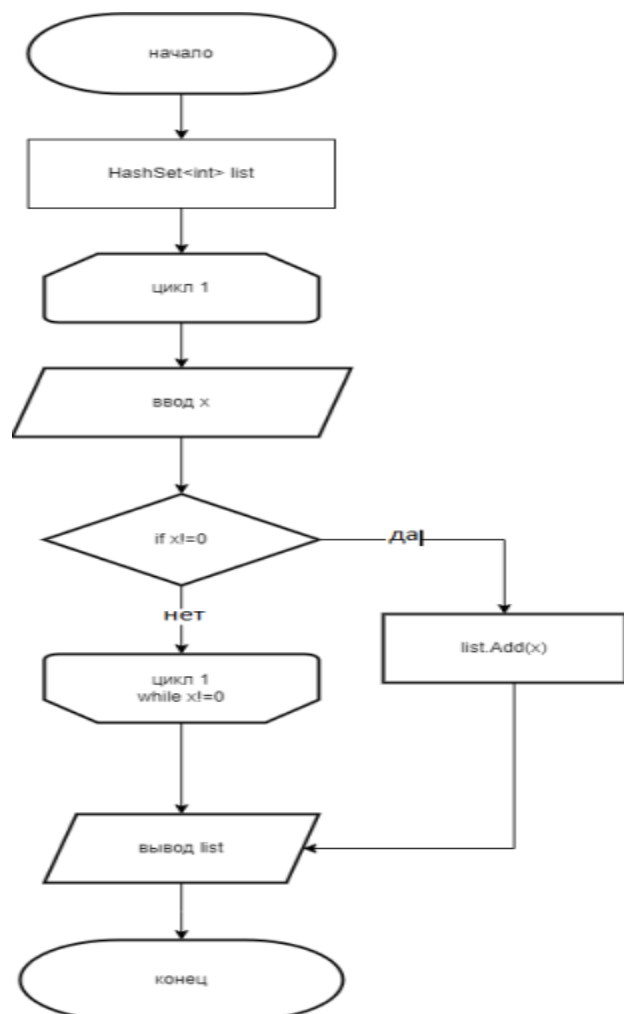 начало
HashSet<int> list
цикл 1
ввод x
if x!=0
да
нет
list.Add(x)
цикл 1
while x!=0
вывод list
конец